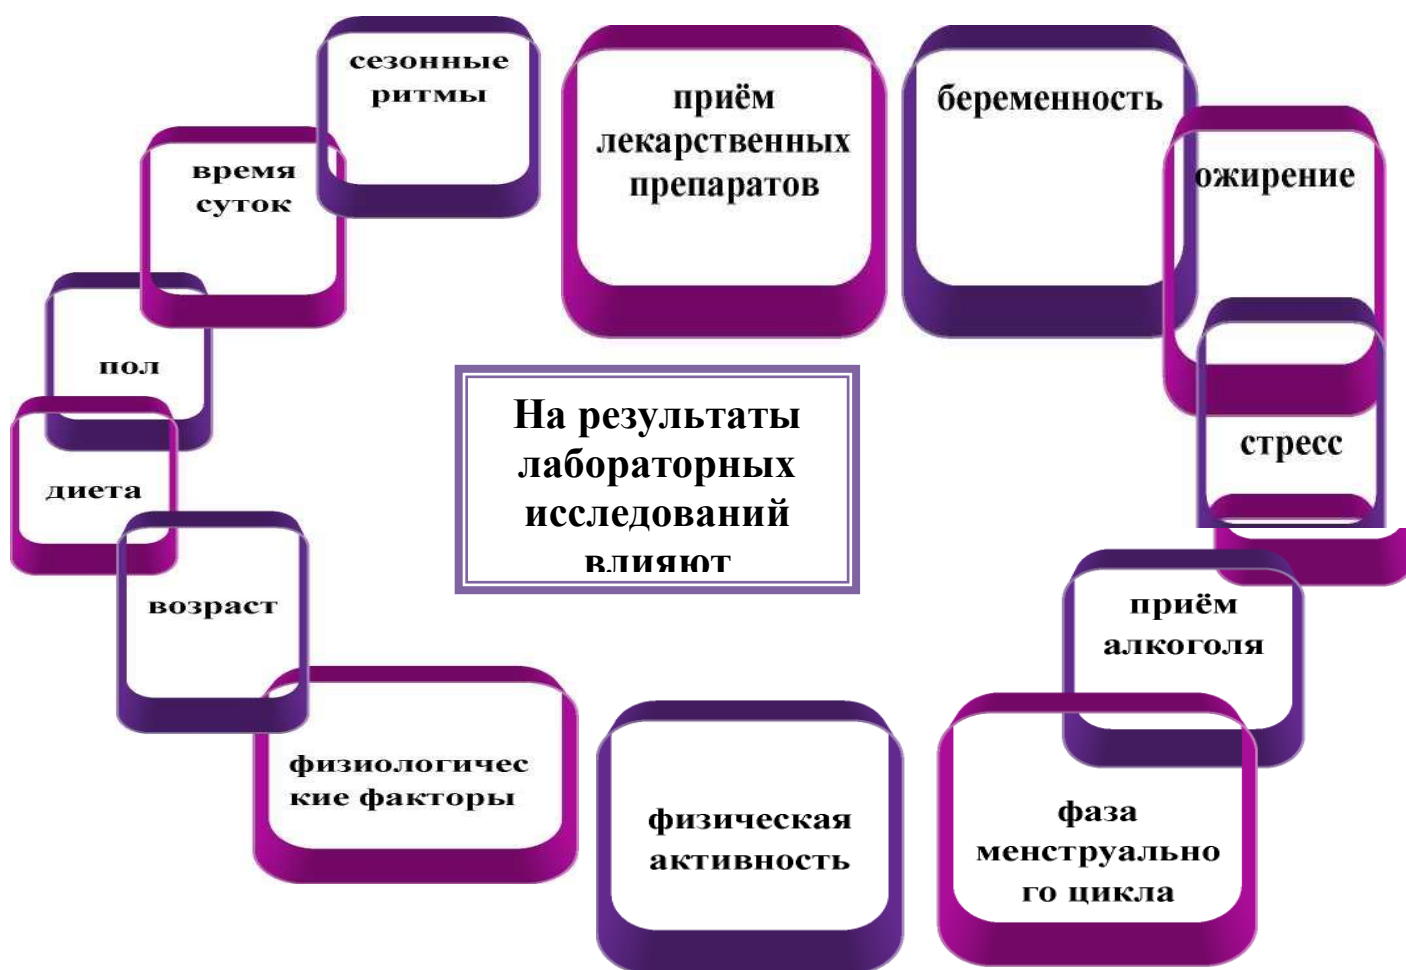 сезонные
ритмы
приём
лекарственных
препаратов
беременность
ожирение
время
суток
пол
стресс
На результаты
лабораторных
исследований
влияют
диета
возраст
приём
алкоголя
физиологичес
кие факторы
физическая
активность
фаза
менструально
го цикла